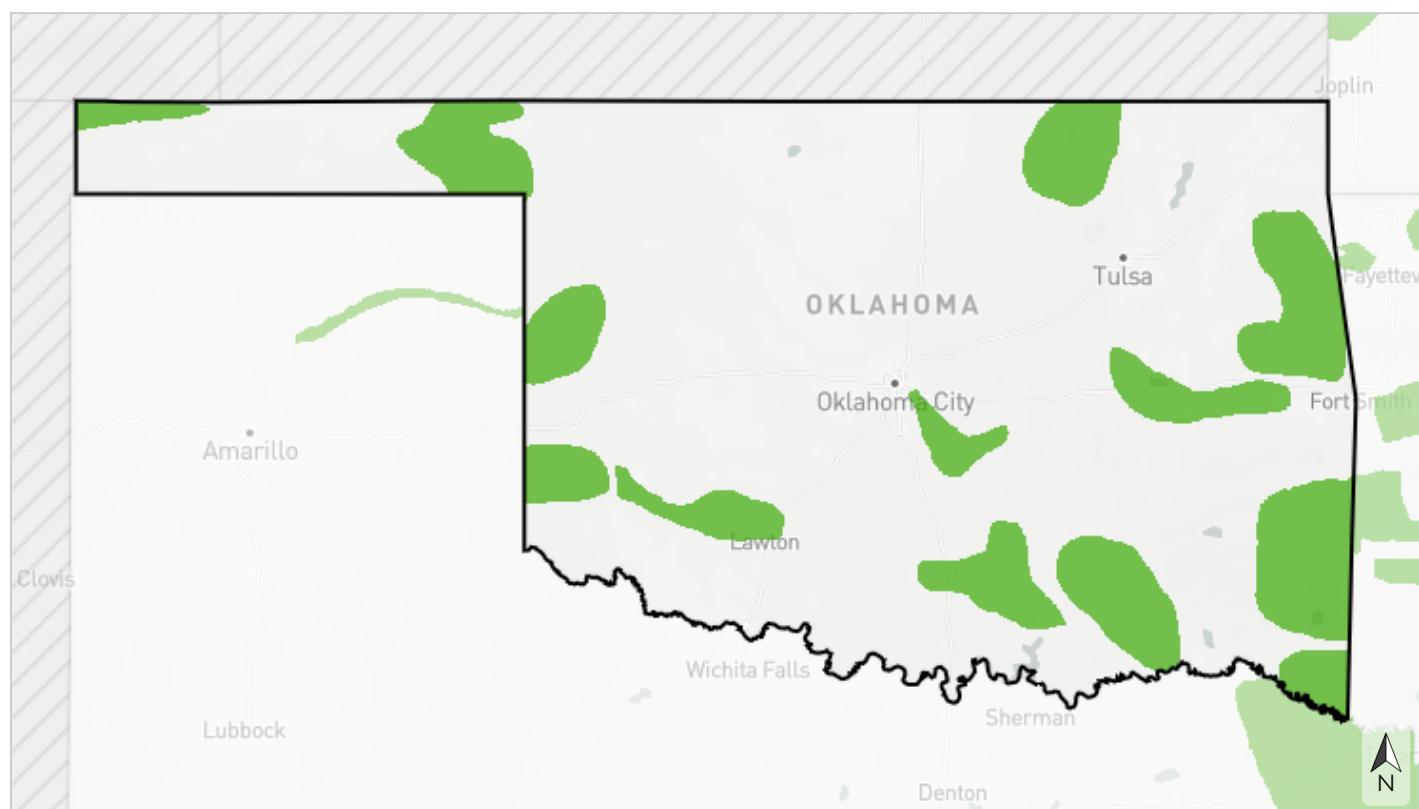 Joplin
Tulsa
Fayettev
OKLAHOMA
Oklahoma City
Fort Smith
Amarillo
Lawton
Clovis
Wichita Falls
Sherman
Lubbock
Denton
N